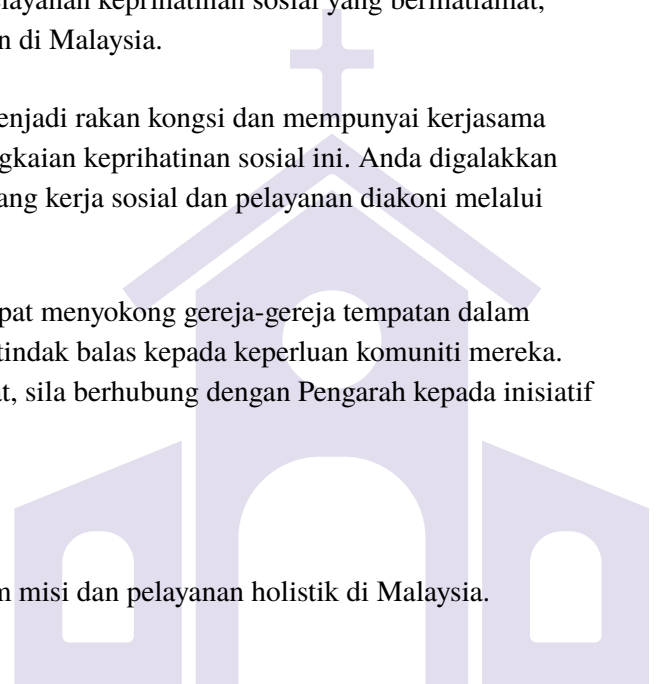 elayanan keprihatinan sosial yang bermatlamat,
n di Malaysia.
enjadi rakan kongsi dan mempunyai kerjasama
gkaian keprihatinan sosial ini. Anda digalakkan
ang kerja sosial dan pelayanan diakoni melalui
pat menyokong gereja-gereja tempatan dalam
tindak balas kepada keperluan komuniti mereka.
at, sila berhubung dengan Pengarah kepada inisiatif
m misi dan pelayanan holistik di Malaysia.